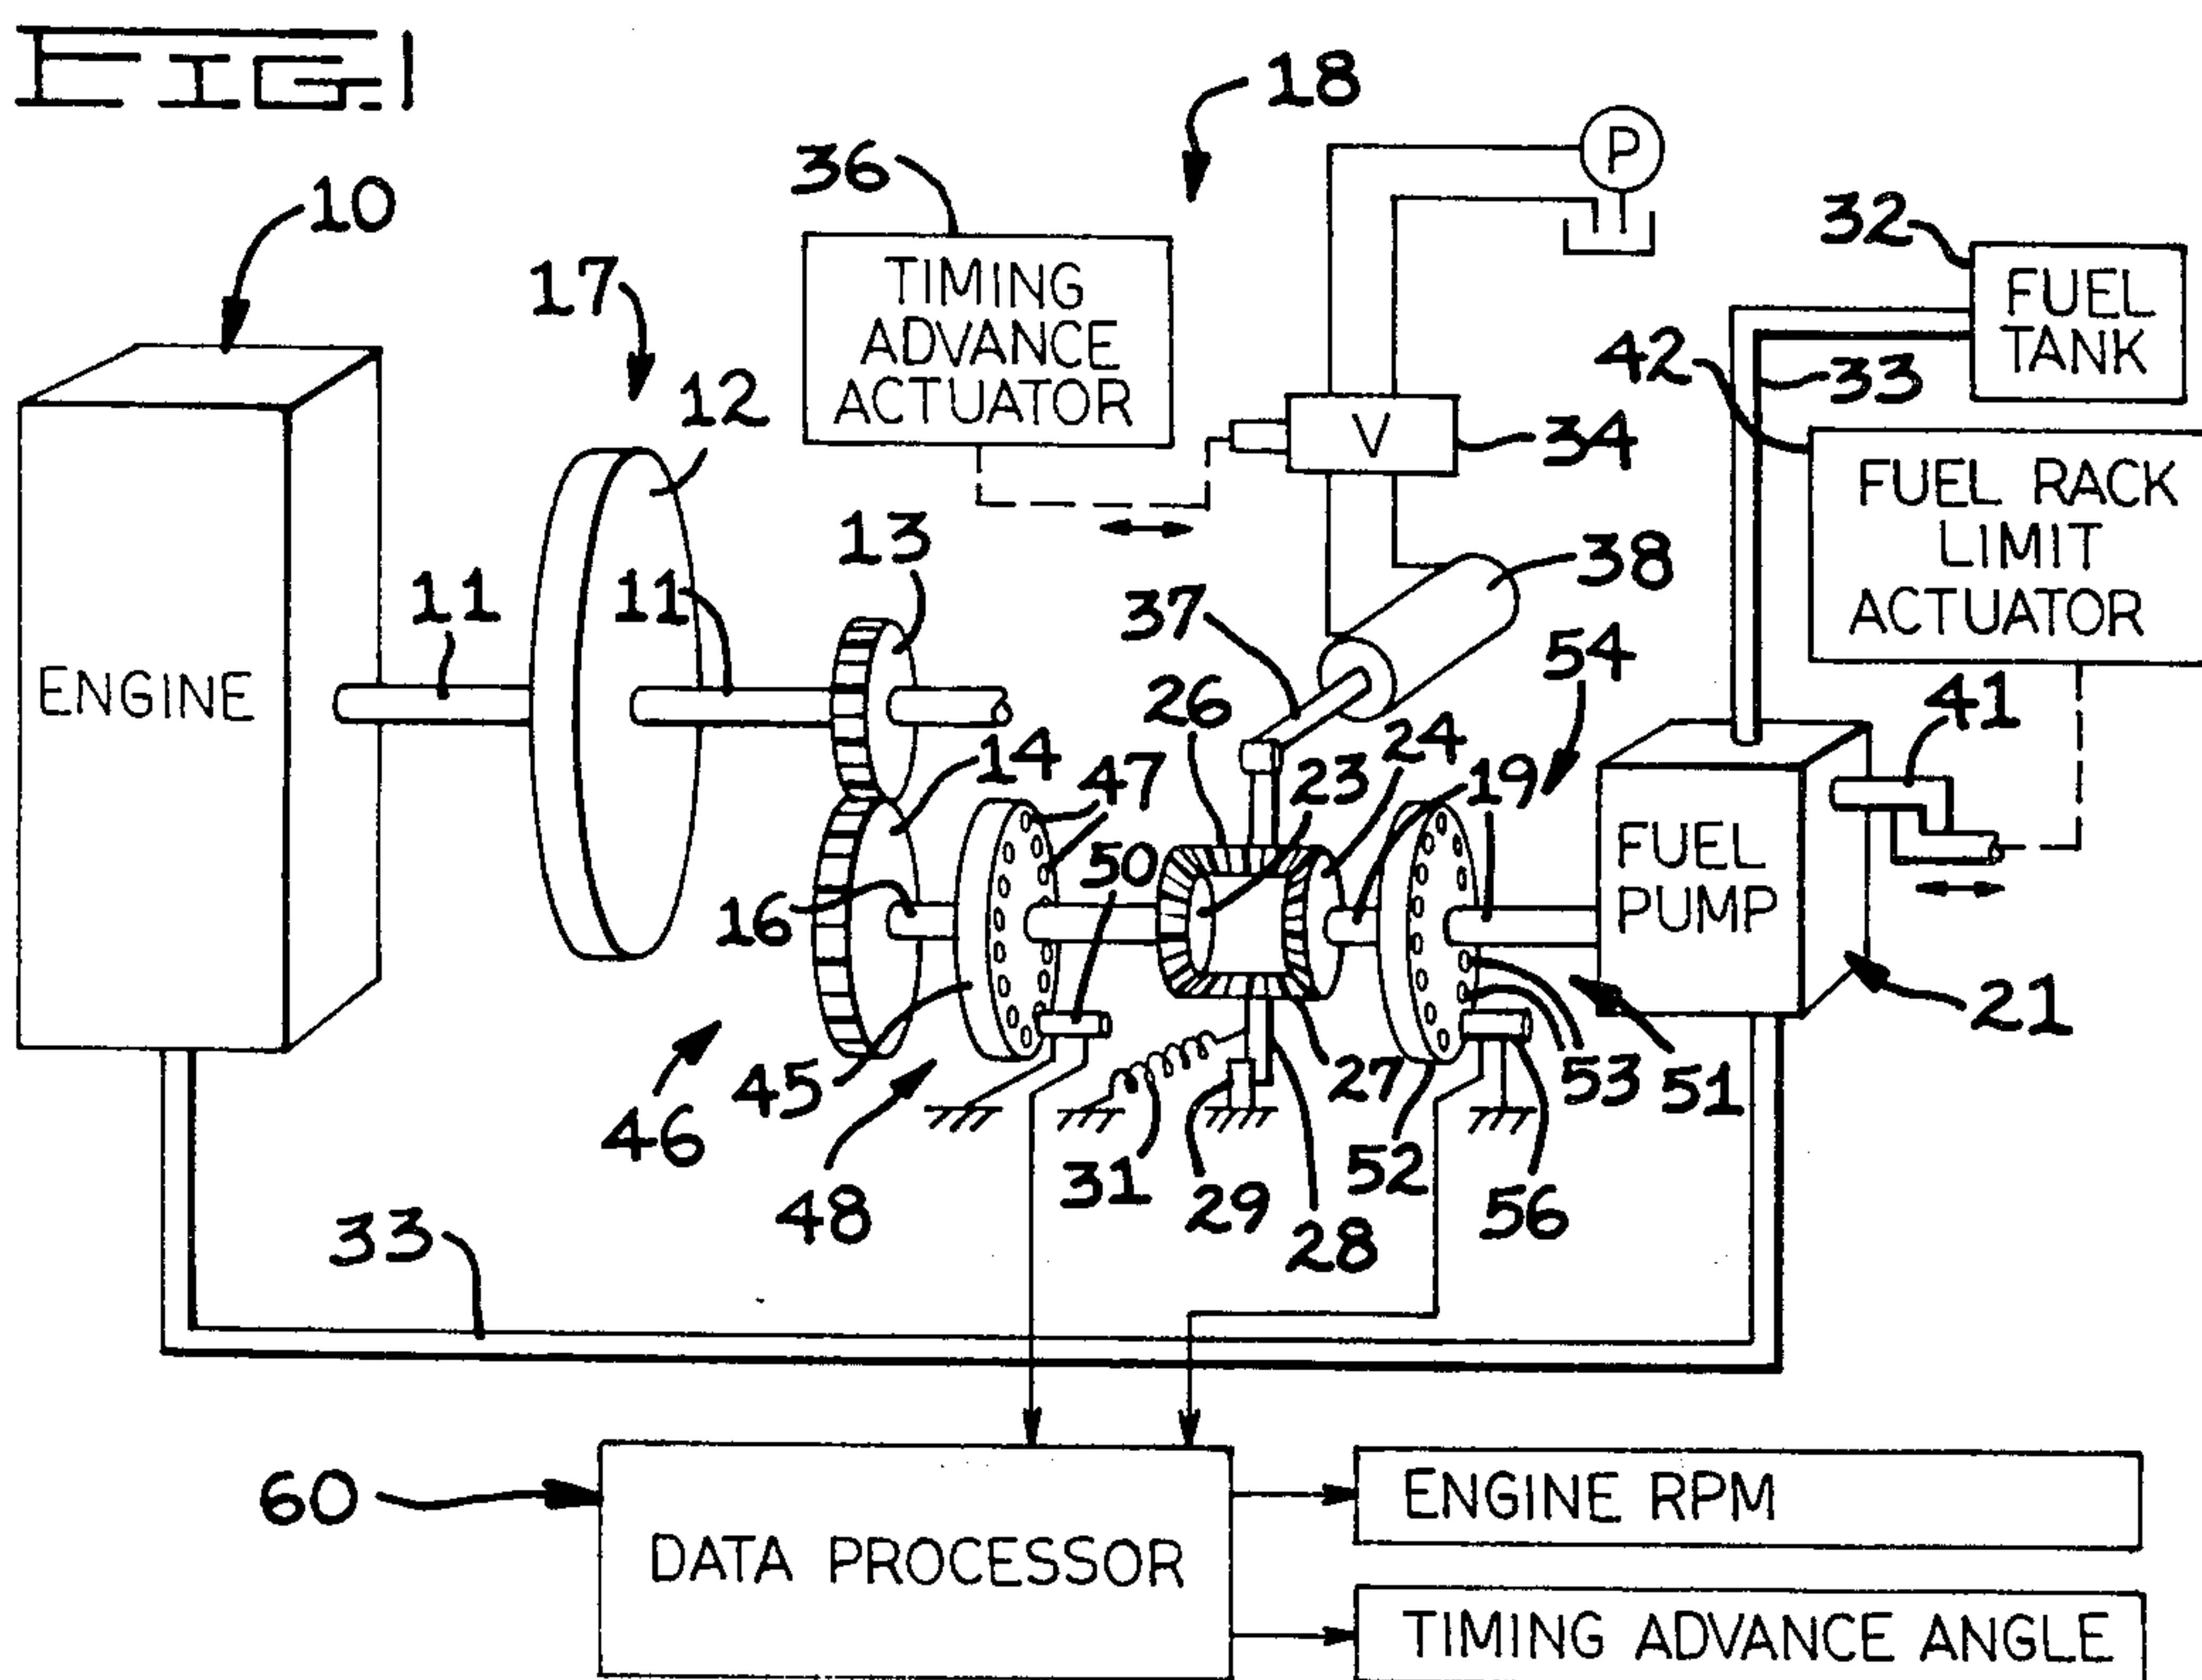 FIG.1
18
P
36
10
32
FUEL
TANK
17
TIMING
ADVANCE
ACTUATOR
42
33
12
V
34
FUEL RACK
LIMIT
ACTUATOR
13
11
11
38
37
54
ENGINE
26
41
14
47
23
24
19
FUEL
PUMP
50
16
21
45
27
53
51
46
31
29
52
56
48
28
33
60
DATA PROCESSOR
ENGINE RPM
TIMING ADVANCE ANGLE